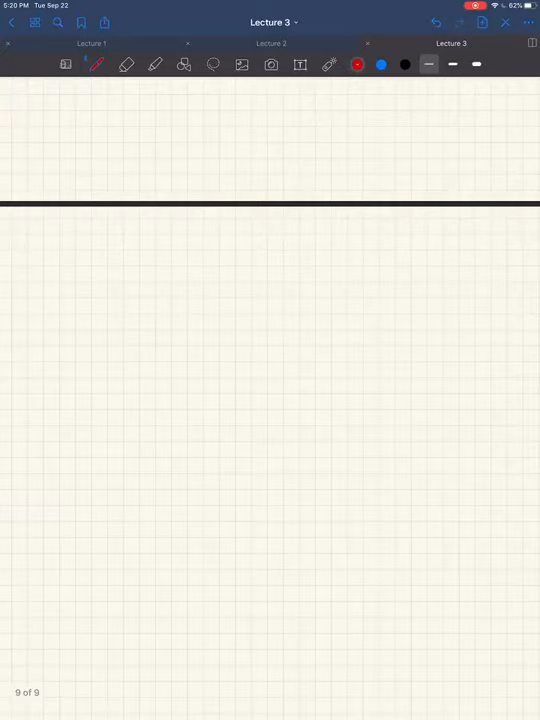 5:20 PM Tue Sep 22
62%
Lecture 3
Lecture 1
Lecture 2
Lecture 3
T
9 of 9